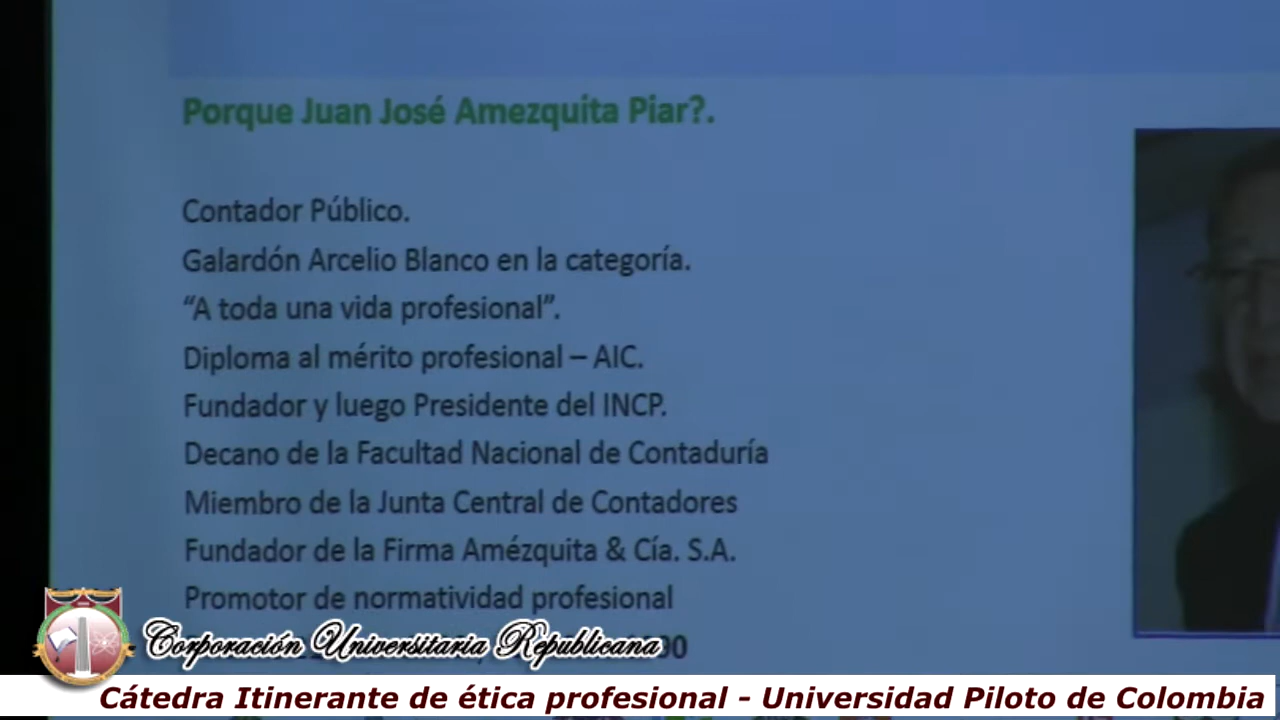 Porque Juan José Amezquita Piar?.
Contador Público.
Galardón Arcelio Blanco en la categoría.
“A toda una vida profesional”.
Diploma al mérito profesional – AIC.
Fundador y luego Presidente del INCP.
Decano de la Facultad Nacional de Contaduría
Miembro de la Junta Central de Contadores
Fundador de la Firma Amézquita & Cía. S.A.
Promotor de normatividad profesional
Corporación Universitaria Republicana
Cátedra Itinerante de ética profesional - Universidad Piloto de Colombia